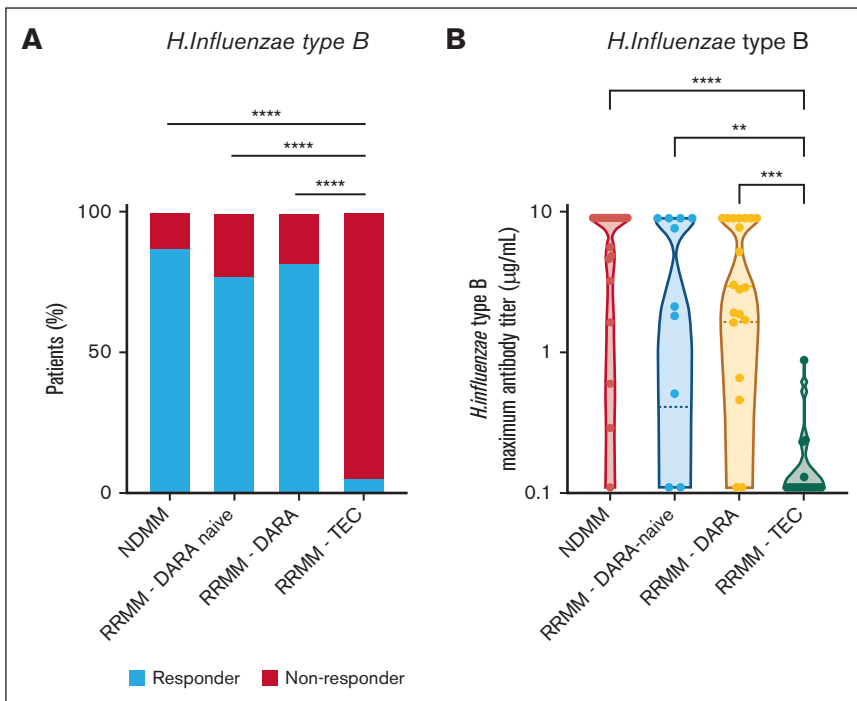 A
H.Influenzae type B
****
****
****
100
50
0
Patients (%)
NDMM
RRMM - DARA naive
RRMM - DARA
RRMM - TEC
Responder
Non-responder
B
H.Influenzae type B
****
**
***
10
1
0.1
H.influenzae type B
maximum antibody titer (µg/mL)
NDMM
RRMM - DARA-naive
RRMM - DARA
RRMM - TEC